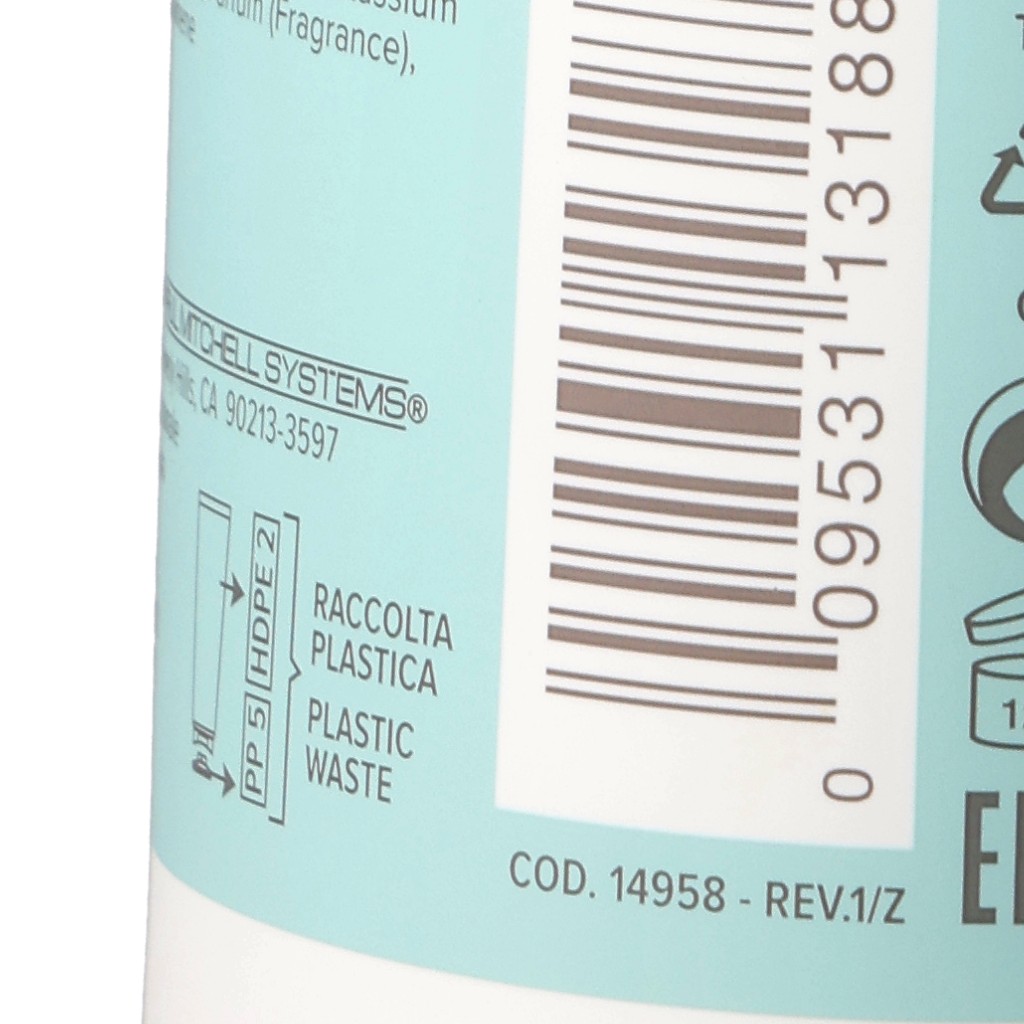 (Fragrance),
MITCHELL SYSTEMS®
Hills, CA 90213-3597
HDPE 2
PP 5
RACCOLTA
PLASTICA
PLASTIC
WASTE
0 09531 13188
COD. 14958 - REV.1/Z